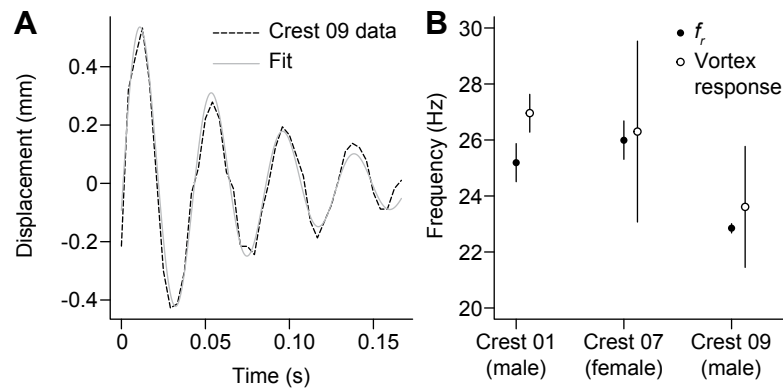 A
Crest 09 data
Fit
Displacement (mm)
0.4
0.2
0
-0.2
-0.4
0 0.05 0.10 0.15
Time (s)
B
fr
Vortex
response
Frequency (Hz)
30
28
26
24
22
20
Crest 01 Crest 07 Crest 09
(male) (female) (male)